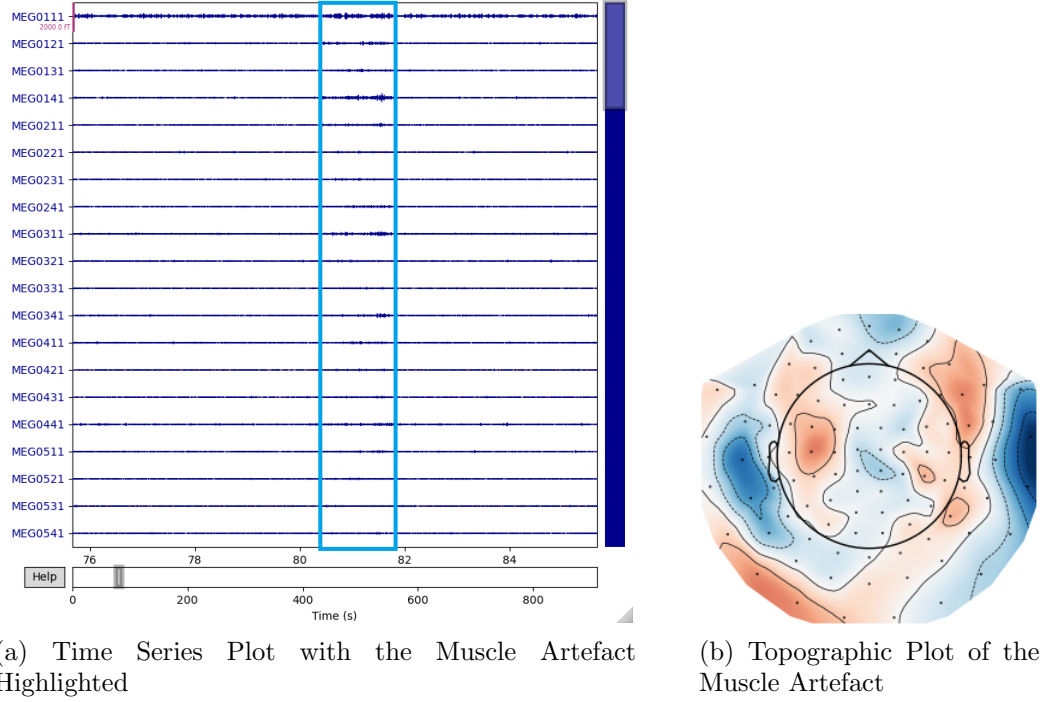 MEG0111
2000.0 fT
MEG0121
MEG0131
MEG0141
MEG0211
MEG0221
MEG0231
MEG0241
MEG0311
MEG0321
MEG0331
MEG0341
MEG0411
MEG0421
MEG0431
MEG0441
MEG0511
MEG0521
MEG0531
MEG0541
76 78 80 82 84
Help
0 200 400 600 800
Time (s)
a) Time Series Plot with the Muscle Artefact
Highlighted
(b) Topographic Plot of the
Muscle Artefact